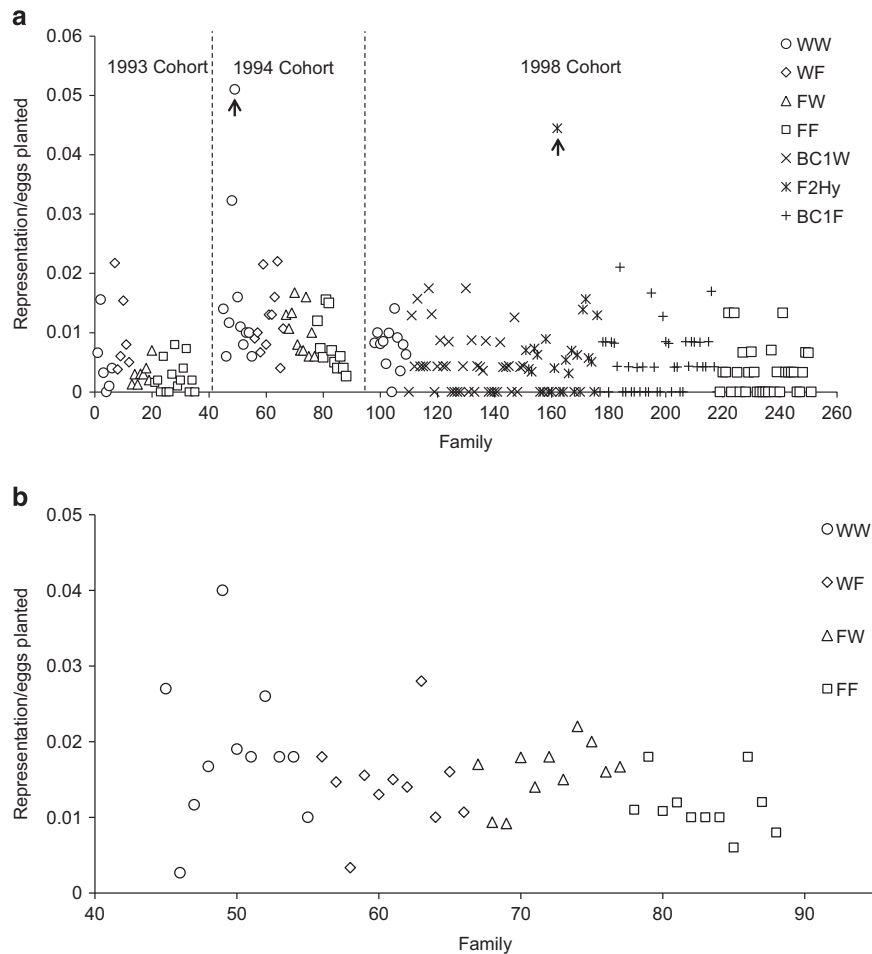 a
0.06
0.05
0.04
0.03
0.02
0.01
0
Representation/eggs planted
1993 Cohort
1994 Cohort
1998 Cohort
WW
WF
FW
FF
BC1W
F2Hy
BC1F
0 20 40 60 80 100 120 140 160 180 200 220 240 260
Family
b
0.05
0.04
0.03
0.02
0.01
0
Representation/eggs planted
WW
WF
FW
FF
40 50 60 70 80 90
Family